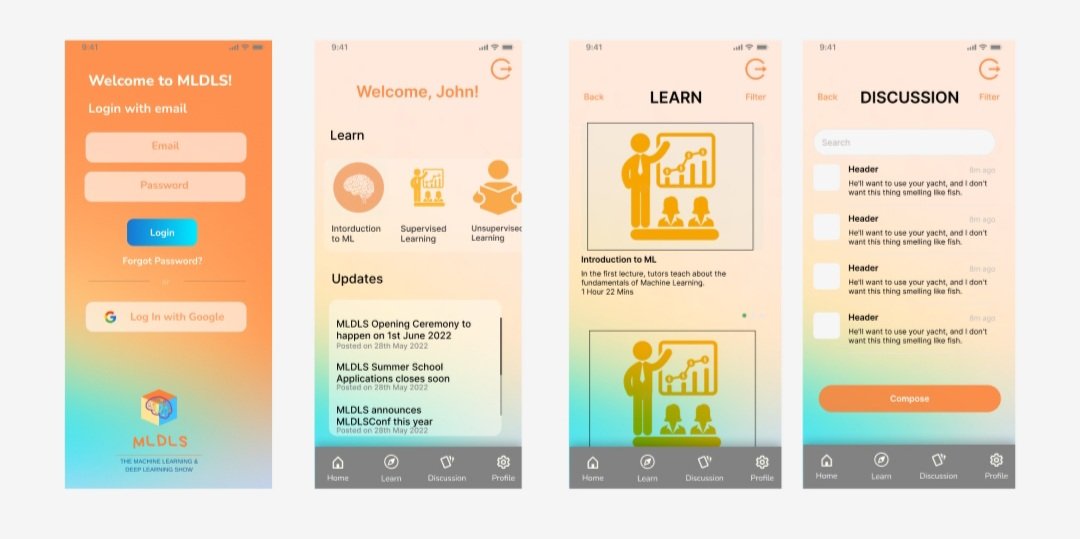 9:41
Welcome to MLDLS!
Login with email
Email
Password
Login
Forgot Password?
or
Log In with Google
MLDLS
THE MACHINE LEARNING &
DEEP LEARNING SHOW
9:41
Welcome, John!
Learn
Intorduction
to ML
Supervised
Learning
Unsupervised
Learning
Updates
MLDLS Opening Ceremony to
happen on 1st June 2022
Posted on 28th May 2022
MLDLS Summer School
Applications closes soon
Posted on 28th May 2022
MLDLS announces
MLDLSConf this year
Posted on 28th May 2022
Home
Learn
Discussion
Profile
9:41
Back
LEARN
Filter
Introduction to ML
In the first lecture, tutors teach about the
fundamentals of Machine Learning.
1 Hour 22 Mins
Home
Learn
Discussion
Profile
9:41
Back
DISCUSSION
Filter
Search
Header
8m ago
He'll want to use your yacht, and I don't
want this thing smelling like fish.
Header
8m ago
He'll want to use your yacht, and I don't
want this thing smelling like fish.
Header
8m ago
He'll want to use your yacht, and I don't
want this thing smelling like fish.
Header
8m ago
He'll want to use your yacht, and I don't
want this thing smelling like fish.
Compose
Home
Learn
Discussion
Profile